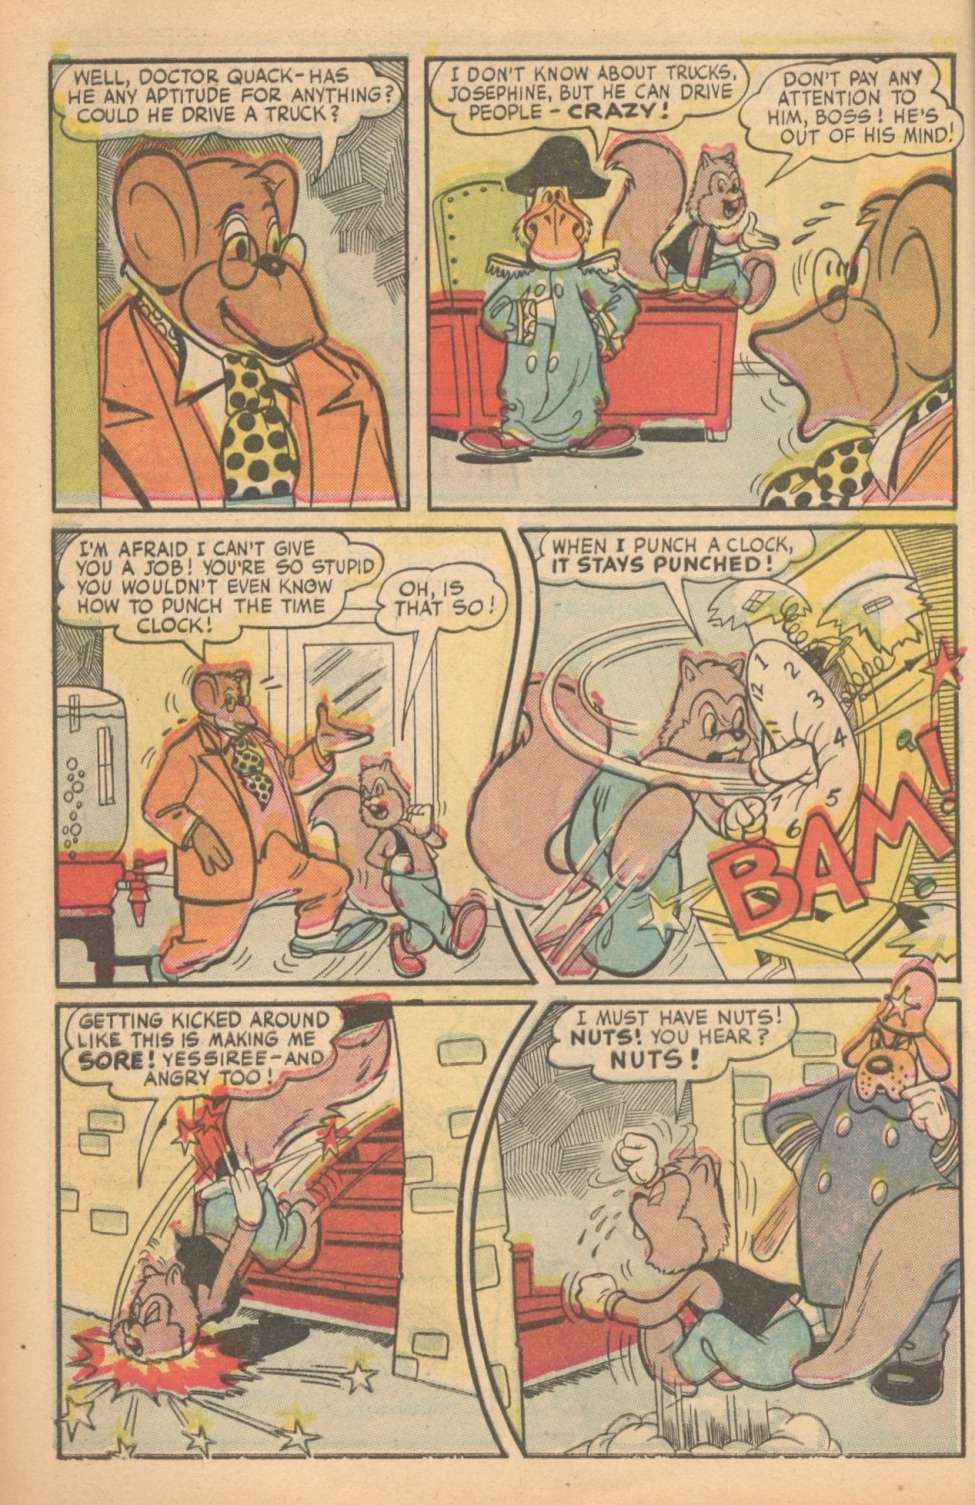 WELL, DOCTOR QUACK-HAS
HE ANY APTITUDE FOR ANYTHING?
COULD HE DRIVE A TRUCK?
I DON'T KNOW ABOUT TRUCKS,
JOSEPHINE, BUT HE CAN DRIVE
PEOPLE - CRAZY!
DON'T PAY ANY
ATTENTION TO
HIM, BOSS! HE'S
OUT OF HIS MIND!
I'M AFRAID I CAN'T GIVE
YOU A JOB! YOU'RE SO STUPID
YOU WOULDN'T EVEN KNOW
HOW TO PUNCH THE TIME
CLOCK!
OH, IS
THAT SO!
WHEN I PUNCH A CLOCK,
IT STAYS PUNCHED!
12 1 2 3 4 5 6 7
BAM!
GETTING KICKED AROUND
LIKE THIS IS MAKING ME
SORE! YESSIREE-AND
ANGRY TOO!
I MUST HAVE NUTS!
NUTS! YOU HEAR?
NUTS!